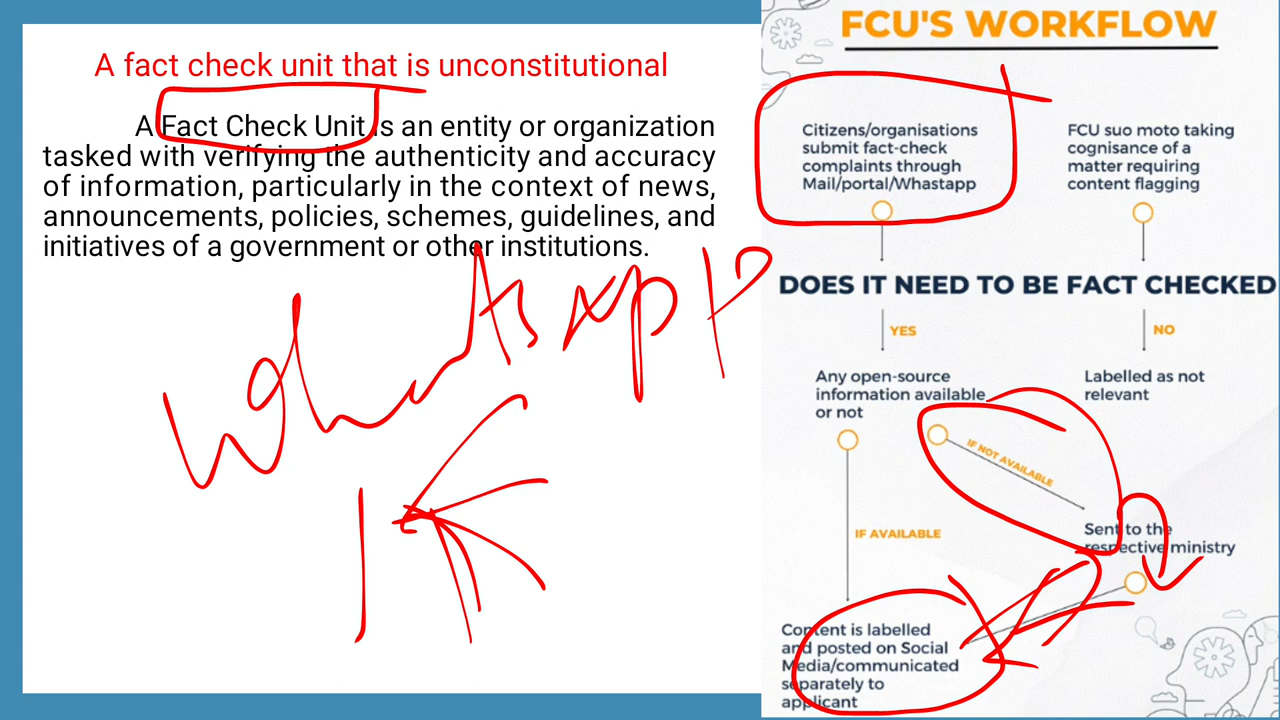 A fact check unit that is unconstitutional
A Fact Check Unit is an entity or organization
tasked with verifying the authenticity and accuracy
of information, particularly in the context of news,
announcements, policies, schemes, guidelines, and
initiatives of a government or other institutions.
whatsapp
FCU'S WORKFLOW
Citizens/organisations
submit fact-check
complaints through
Mail/portal/Whastapp
FCU suo moto taking
cognisance of a
matter requiring
content flagging
DOES IT NEED TO BE FACT CHECKED
YES
NO
Any open-source
information available
or not
Labelled as not
relevant
IF NOT AVAILABLE
IF AVAILABLE
Sent to the
respective ministry
Content is labelled
and posted on Social
Media/communicated
separately to
applicant